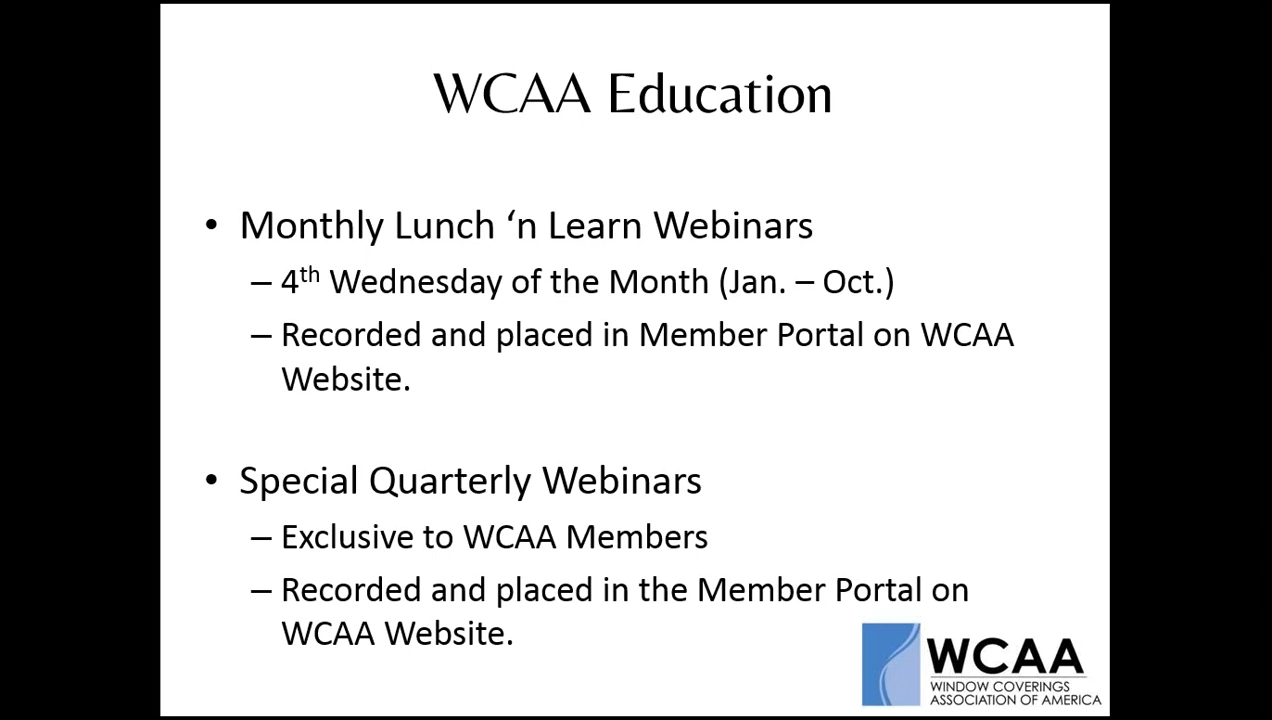 WCAA Education
• Monthly Lunch ‘n Learn Webinars
– 4th Wednesday of the Month (Jan. – Oct.)
– Recorded and placed in Member Portal on WCAA
Website.
• Special Quarterly Webinars
– Exclusive to WCAA Members
– Recorded and placed in the Member Portal on
WCAA Website.
WCAA
WINDOW COVERINGS
ASSOCIATION OF AMERICA